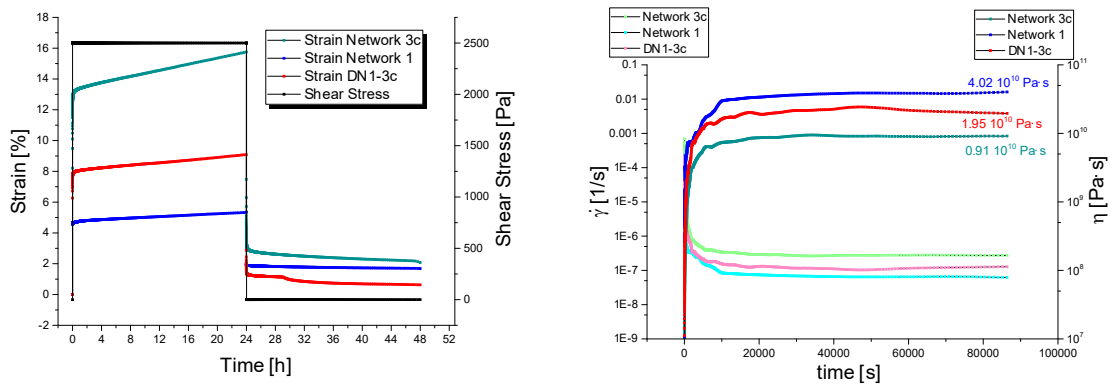 18
16
14
12
10
8
6
4
2
0
-2
Strain [%]
0 4 8 12 16 20 24 28 32 36 40 44 48 52
Time [h]
2500
2000
1500
1000
500
0
Shear Stress [Pa]
Strain Network 3c
Strain Network 1
Strain DN1-3c
Shear Stress
Network 3c
Network 1
DN1-3c
Network 3c
Network 1
DN1-3c
0.1
0.01
0.001
1E-4
1E-5
1E-6
1E-7
1E-8
1E-9
γ̇ [1/s]
4.02 10¹⁰ Pa·s
1.95 10¹⁰ Pa·s
0.91 10¹⁰ Pa·s
0 20000 40000 60000 80000 100000
time [s]
10¹¹
10¹⁰
10⁹
10⁸
10⁷
η [Pa·s]